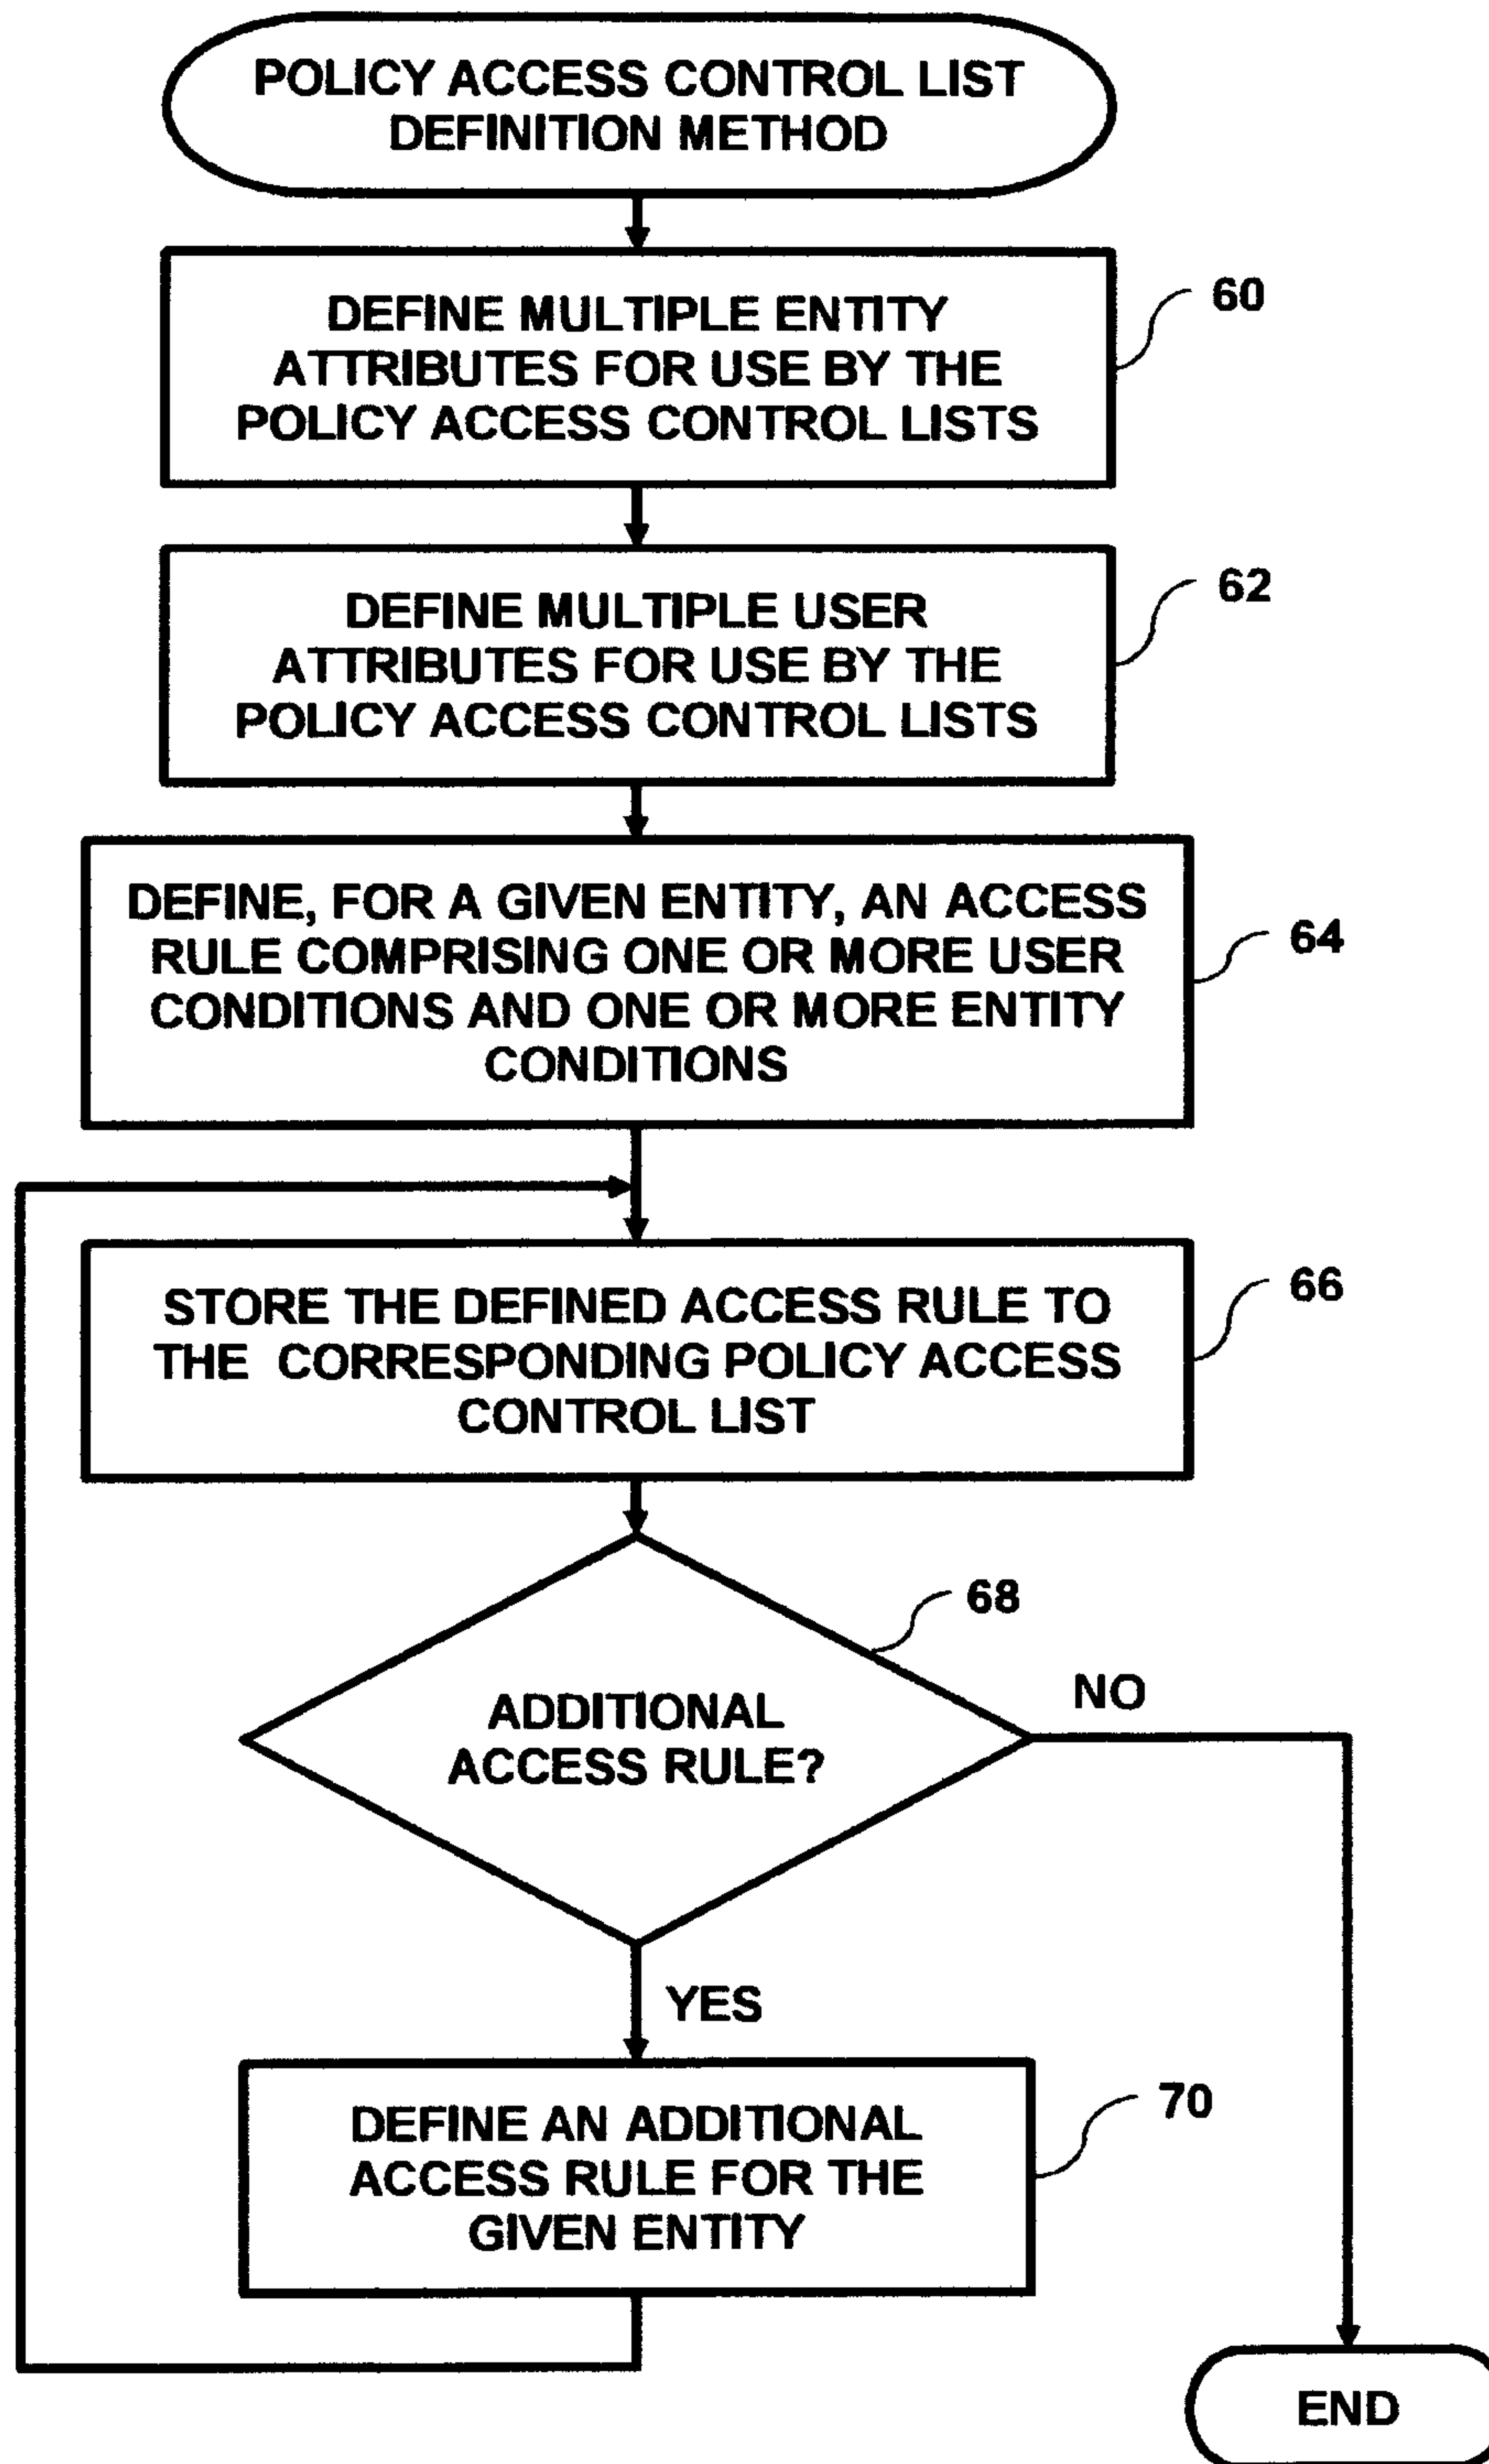 POLICY ACCESS CONTROL LIST
DEFINITION METHOD
DEFINE MULTIPLE ENTITY
ATTRIBUTES FOR USE BY THE
POLICY ACCESS CONTROL LISTS
60
DEFINE MULTIPLE USER
ATTRIBUTES FOR USE BY THE
POLICY ACCESS CONTROL LISTS
62
DEFINE, FOR A GIVEN ENTITY, AN ACCESS
RULE COMPRISING ONE OR MORE USER
CONDITIONS AND ONE OR MORE ENTITY
CONDITIONS
64
STORE THE DEFINED ACCESS RULE TO
THE CORRESPONDING POLICY ACCESS
CONTROL LIST
66
ADDITIONAL
ACCESS RULE?
68
NO
YES
DEFINE AN ADDITIONAL
ACCESS RULE FOR THE
GIVEN ENTITY
70
END